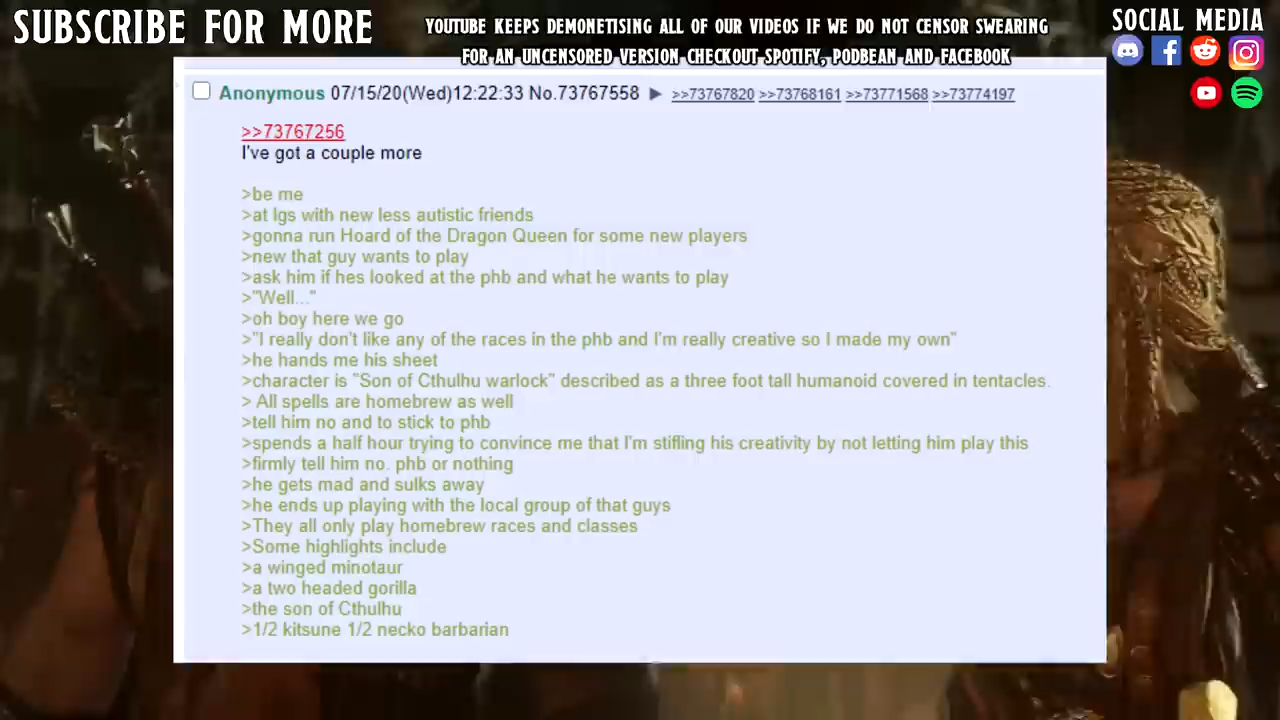 SUBSCRIBE FOR MORE
YOUTUBE KEEPS DEMONETISING ALL OF OUR VIDEOS IF WE DO NOT CENSOR SWEARING
FOR AN UNCENSORED VERSION CHECKOUT SPOTIFY, PODBEAN AND FACEBOOK
SOCIAL MEDIA
Anonymous 07/15/20(Wed)12:22:33 No.73767558 ▶ >>73767820 >>73768161 >>73771568 >>73774197
>>73767256
I've got a couple more
>be me
>at lgs with new less autistic friends
>gonna run Hoard of the Dragon Queen for some new players
>new that guy wants to play
>ask him if hes looked at the phb and what he wants to play
>"Well..."
>oh boy here we go
>"I really don't like any of the races in the phb and I'm really creative so I made my own"
>he hands me his sheet
>character is "Son of Cthulhu warlock" described as a three foot tall humanoid covered in tentacles.
> All spells are homebrew as well
>tell him no and to stick to phb
>spends a half hour trying to convince me that I'm stifling his creativity by not letting him play this
>firmly tell him no. phb or nothing
>he gets mad and sulks away
>he ends up playing with the local group of that guys
>They all only play homebrew races and classes
>Some highlights include
>a winged minotaur
>a two headed gorilla
>the son of Cthulhu
>1/2 kitsune 1/2 necko barbarian